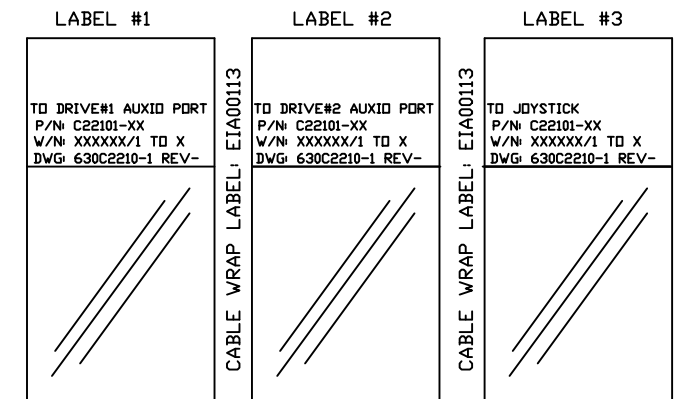 LABEL #1
TO DRIVE#1 AUXIO PORT
P/N: C22101-XX
W/N: XXXXXX/1 TO X
DWG: 630C2210-1 REV-
CABLE WRAP LABEL: EIA00113
LABEL #2
TO DRIVE#2 AUXIO PORT
P/N: C22101-XX
W/N: XXXXXX/1 TO X
DWG: 630C2210-1 REV-
CABLE WRAP LABEL: EIA00113
LABEL #3
TO JOYSTICK
P/N: C22101-XX
W/N: XXXXXX/1 TO X
DWG: 630C2210-1 REV-